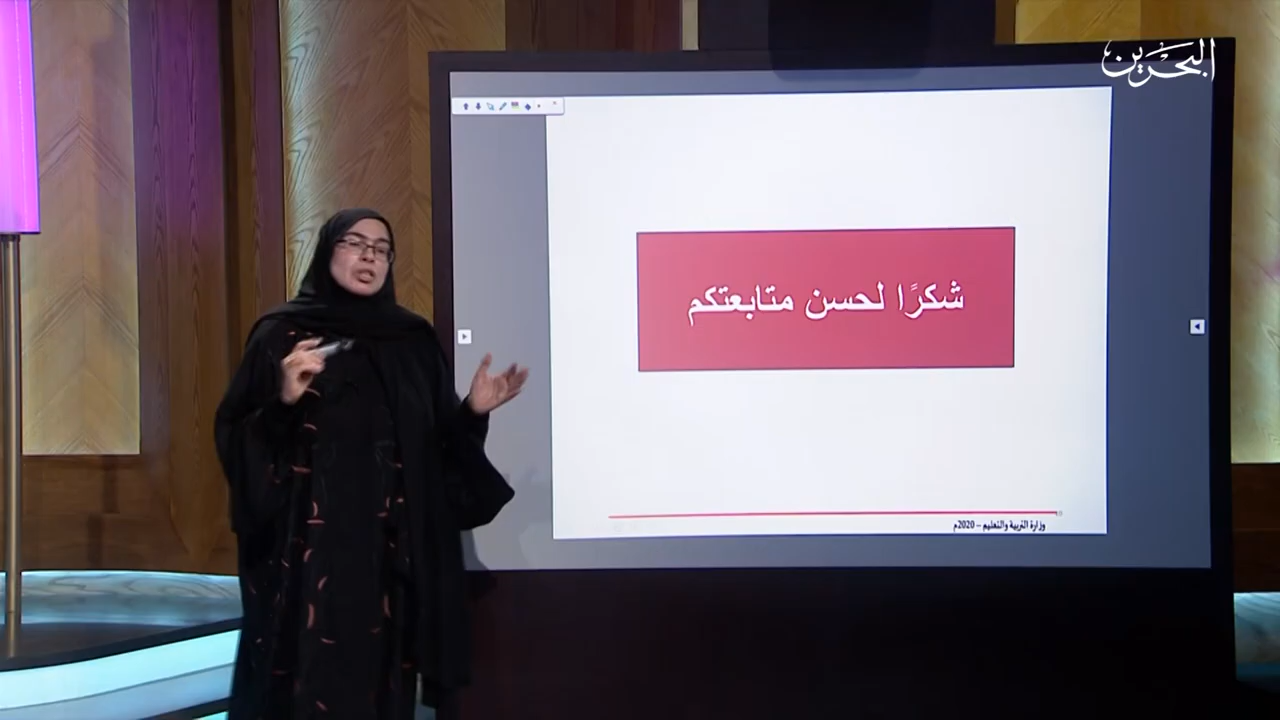 البحرين
شكرًا لحسن متابعتكم
وزارة التربية والتعليم – 2020م